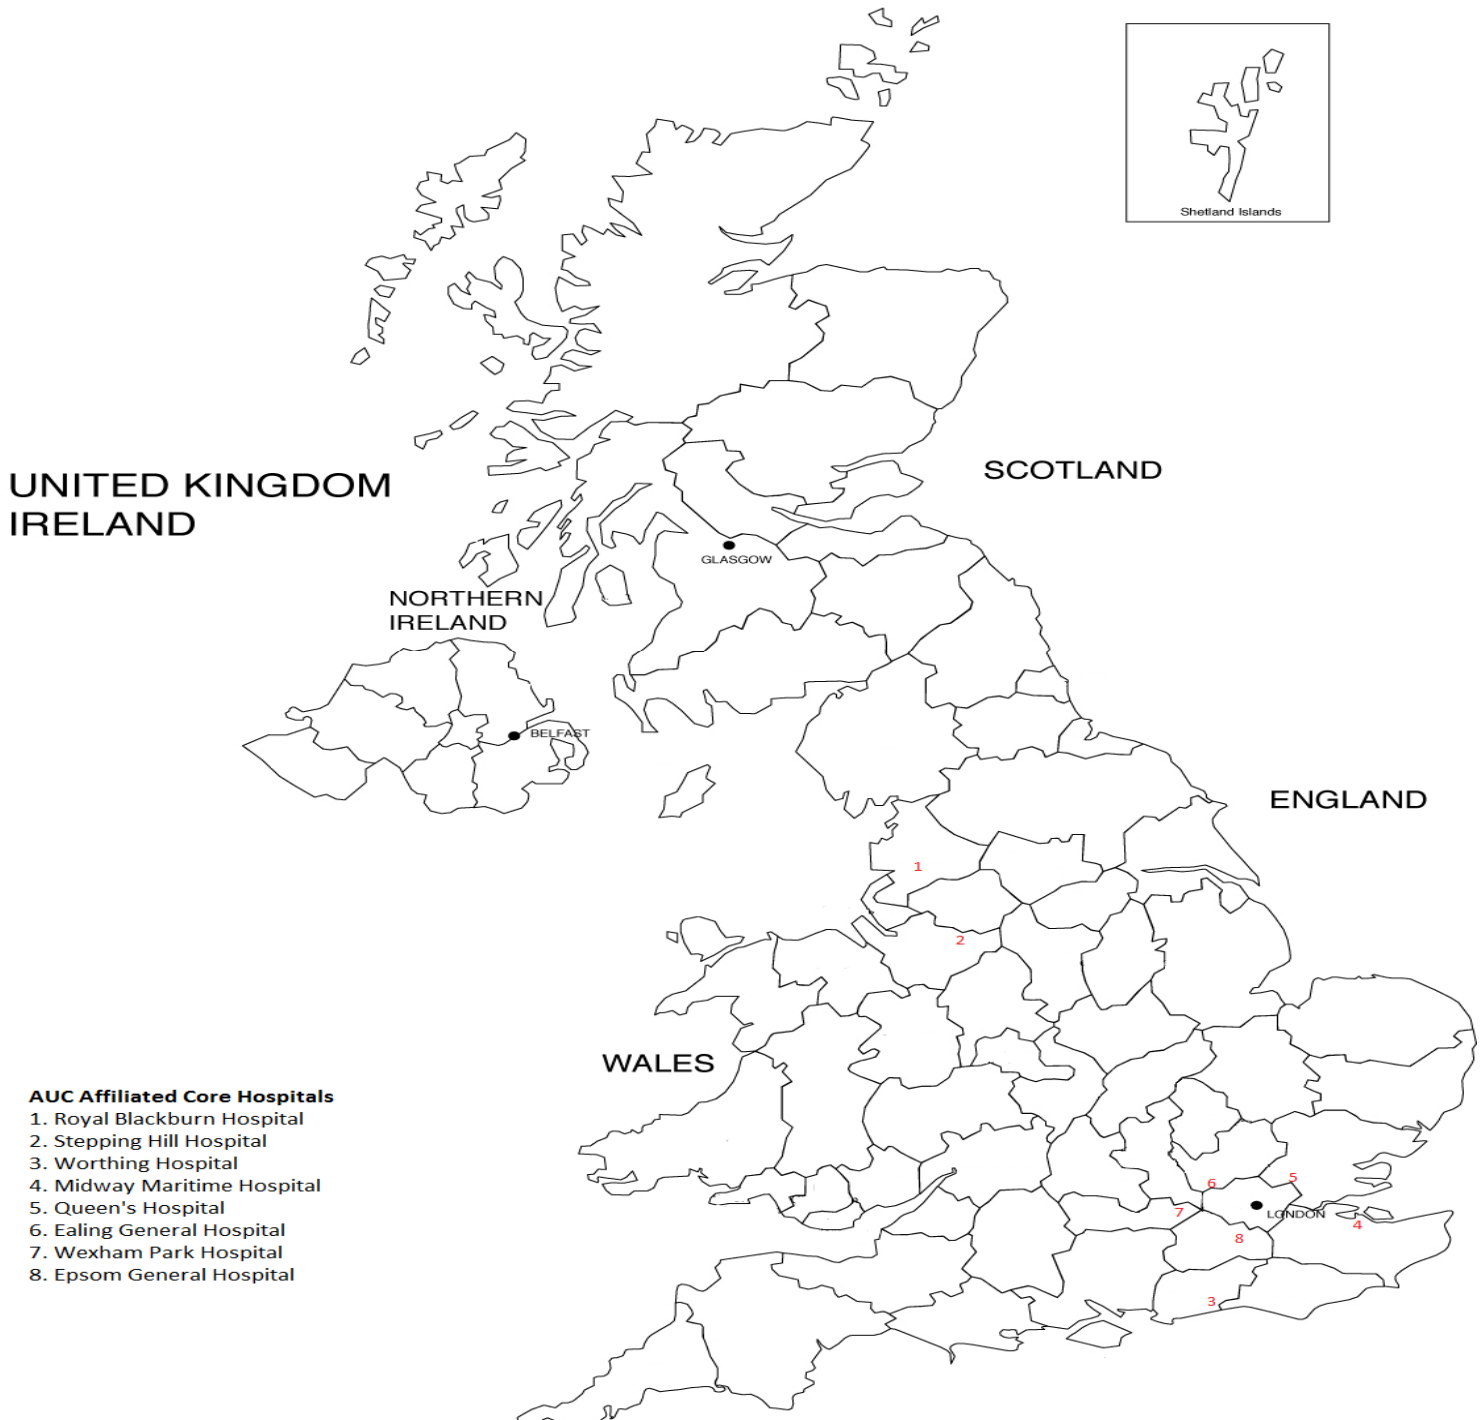 Shetland Islands
SCOTLAND
UNITED KINGDOM
IRELAND
GLASGOW
NORTHERN
IRELAND
BELFAST
ENGLAND
1
2
WALES
AUC Affiliated Core Hospitals
1. Royal Blackburn Hospital
2. Stepping Hill Hospital
3. Worthing Hospital
4. Midway Maritime Hospital
5. Queen's Hospital
6. Ealing General Hospital
7. Wexham Park Hospital
8. Epsom General Hospital
5
6
7
LONDON
4
8
3